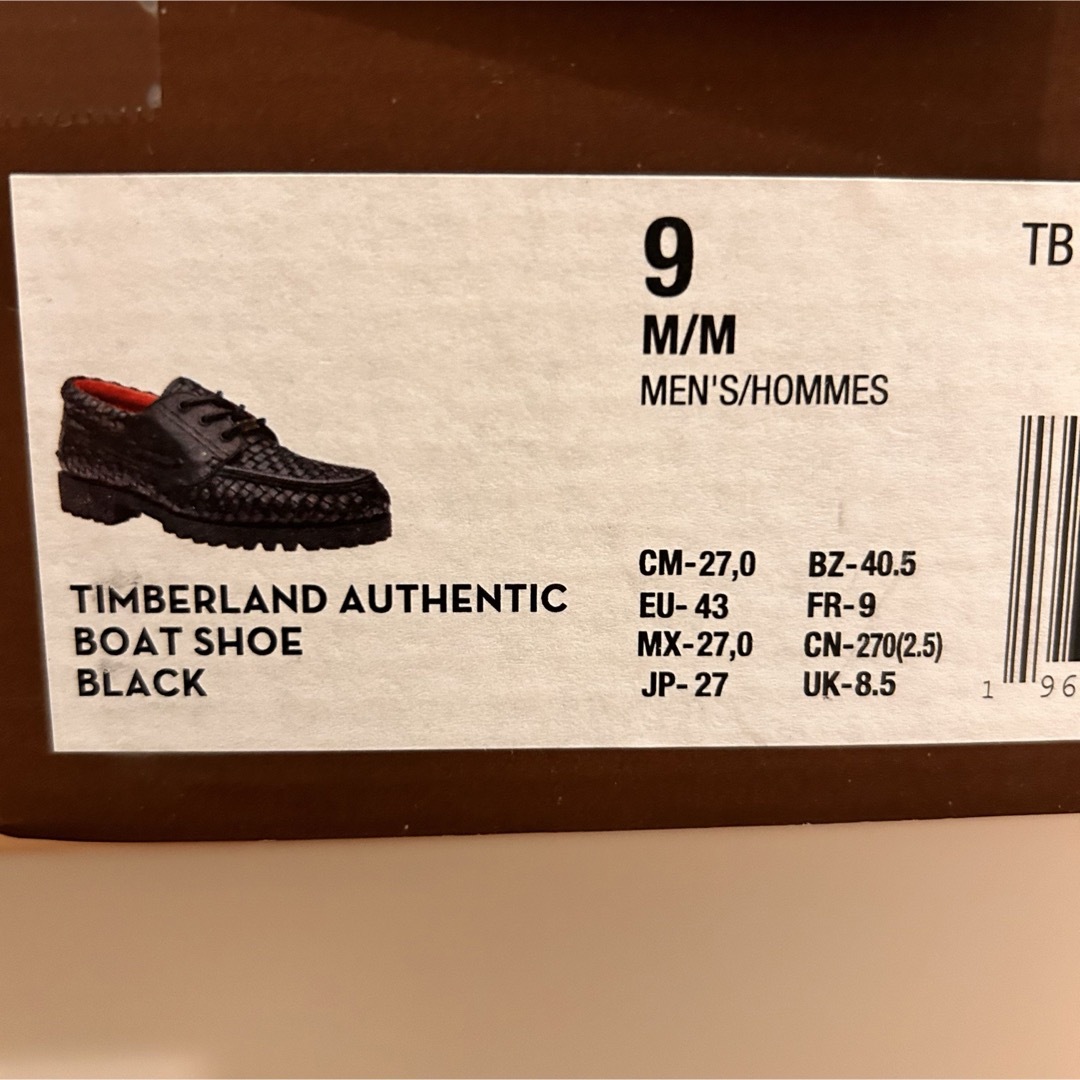 9
TB
M/M
MEN'S/HOMMES
TIMBERLAND AUTHENTIC
BOAT SHOE
BLACK
CM-27,0 BZ-40.5
EU- 43 FR-9
MX-27,0 CN-270(2.5)
JP- 27 UK-8.5
1 96